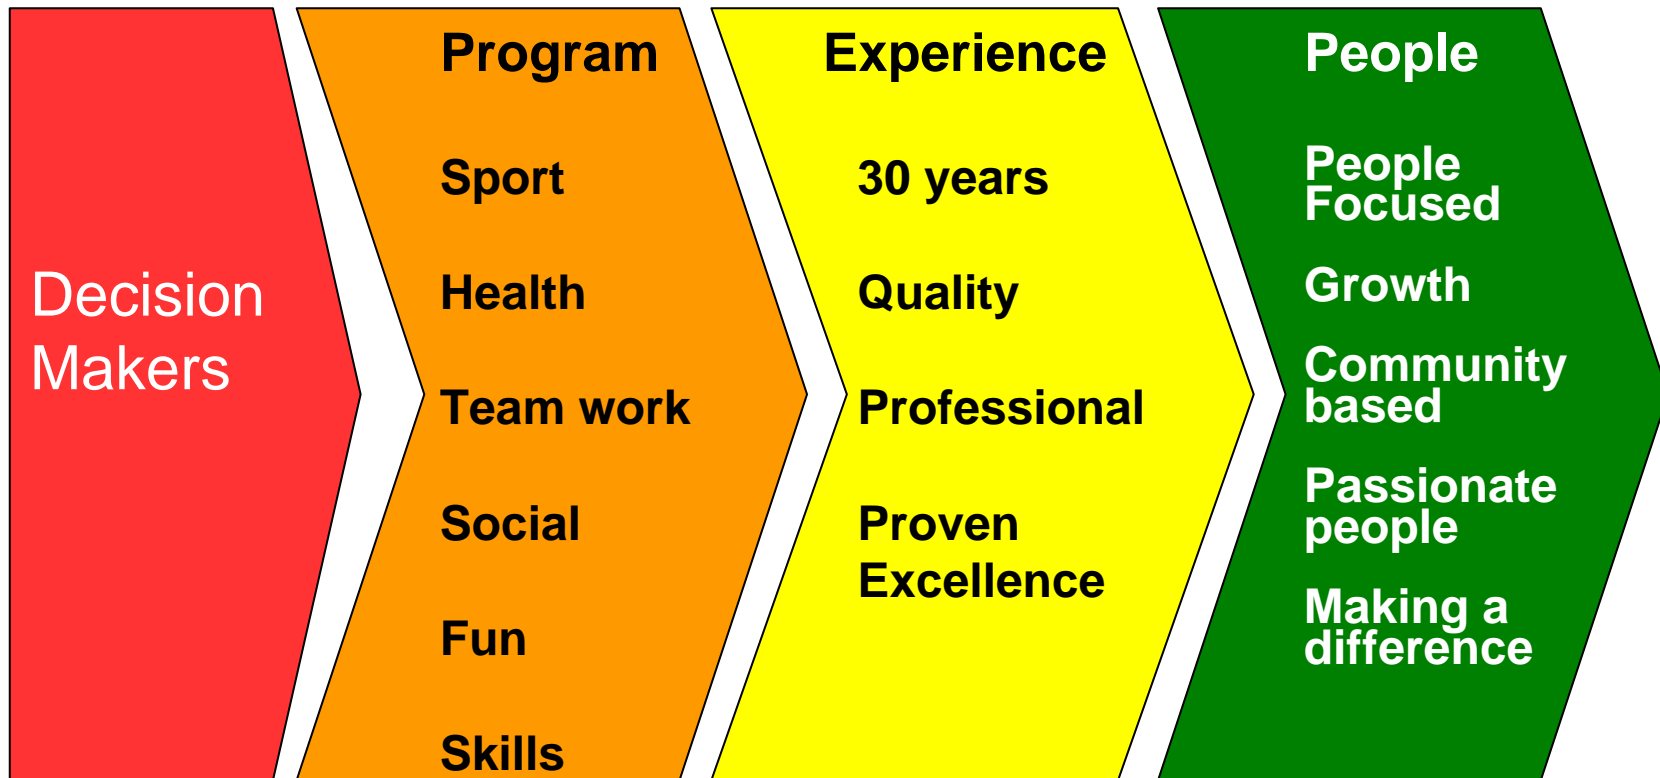 Decision
Makers
Program
Sport
Health
Team work
Social
Fun
Skills
Experience
30 years
Quality
Professional
Proven
Excellence
People
People
Focused
Growth
Community
based
Passionate
people
Making a
difference